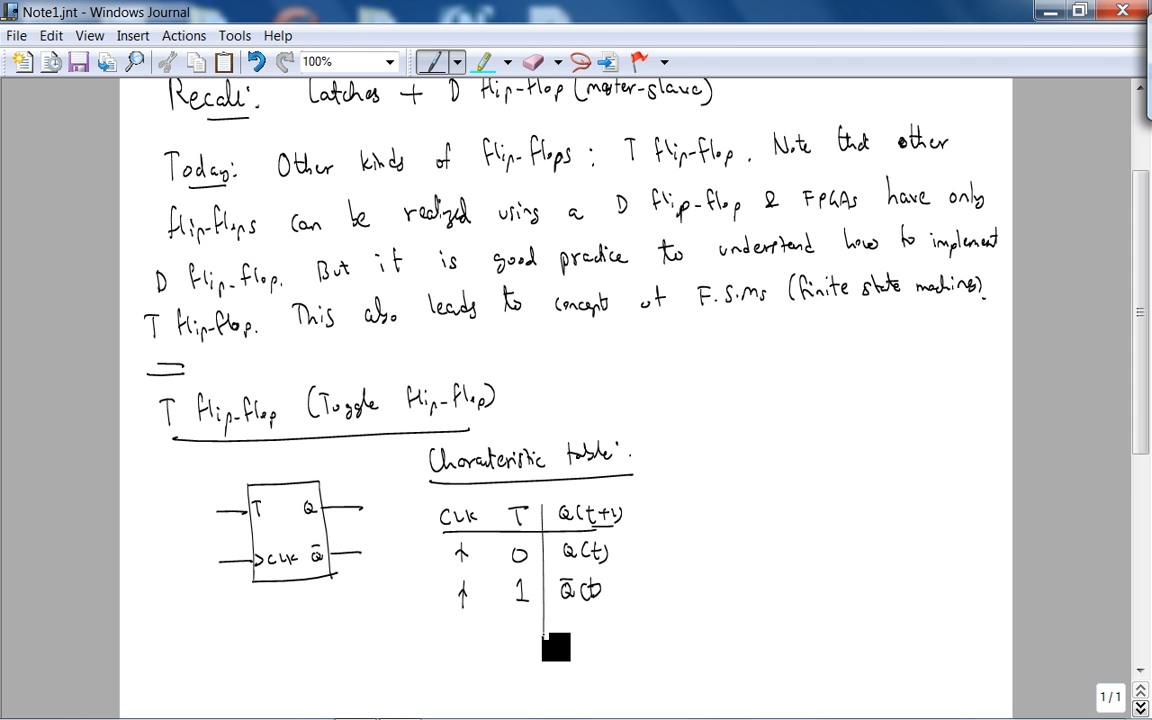 Note1.jnt - Windows Journal
File Edit View Insert Actions Tools Help
100%
Recall: Latches + D flip-flop (master-slave)
Today: Other kinds of flip-flops: T flip-flop. Note that other
flip-flops can be realized using a D flip-flop & FPGAs have only
D flip-flop. But it is good practice to understand how to implement
T flip-flop. This also leads to concept of F.S.Ms (finite state machines).
T flip-flop (Toggle flip-flop)
Charateristic table:
T Q
CLK Q̅
CLK T Q(t+1)
↑ 0 Q(t)
↑ 1 Q̅(t)
1 / 1